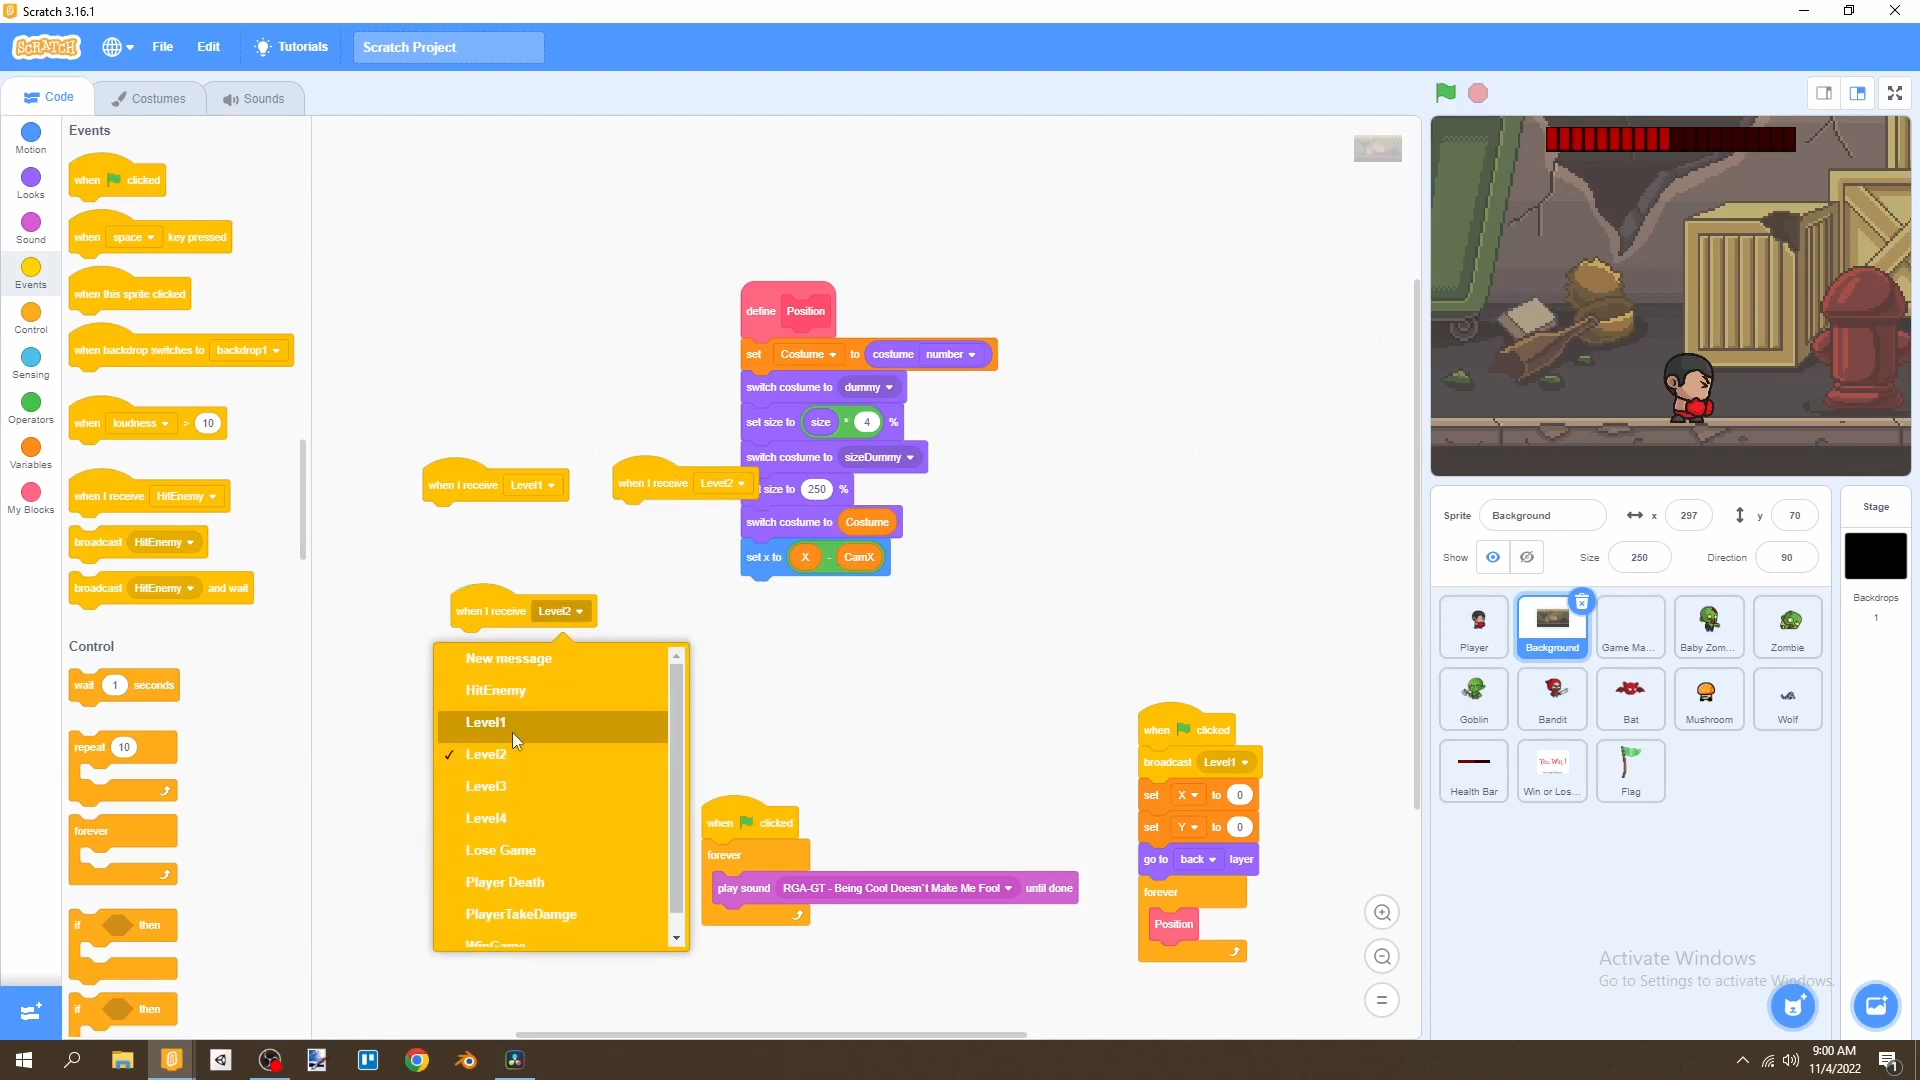 Scratch 3.16.1
SCRATCH
File
Edit
Tutorials
Scratch Project
Code
Costumes
Sounds
Motion
Looks
Sound
Events
Control
Sensing
Operators
Variables
My Blocks
Events
when clicked
when space key pressed
when this sprite clicked
when backdrop switches to backdrop1
when loudness > 10
when I receive HitEnemy
broadcast HitEnemy
broadcast HitEnemy and wait
Control
wait 1 seconds
repeat 10
forever
if then
if then
define Position
set Costume to costume number
switch costume to dummy
set size to size * 4 %
switch costume to sizeDummy
size to 250 %
switch costume to Costume
set x to X - CamX
when I receive Level1
when I receive Level2
when I receive Level2
New message
HitEnemy
Level1
✓ Level2
Level3
Level4
Lose Game
Player Death
PlayerTakeDamge
WinGame
when clicked
forever
play sound RGA-GT - Being Cool Doesn`t Make Me Fool until done
when clicked
broadcast Level1
set X to 0
set Y to 0
go to back layer
forever
Position
Sprite Background x 297 y 70
Show Size 250 Direction 90
Player
Background
Game Ma...
Baby Zom...
Zombie
Goblin
Bandit
Bat
Mushroom
Wolf
Health Bar
You Win!
Win or Los...
Flag
Stage
Backdrops
1
Activate Windows
Go to Settings to activate Windows.
9:00 AM
11/4/2022
1